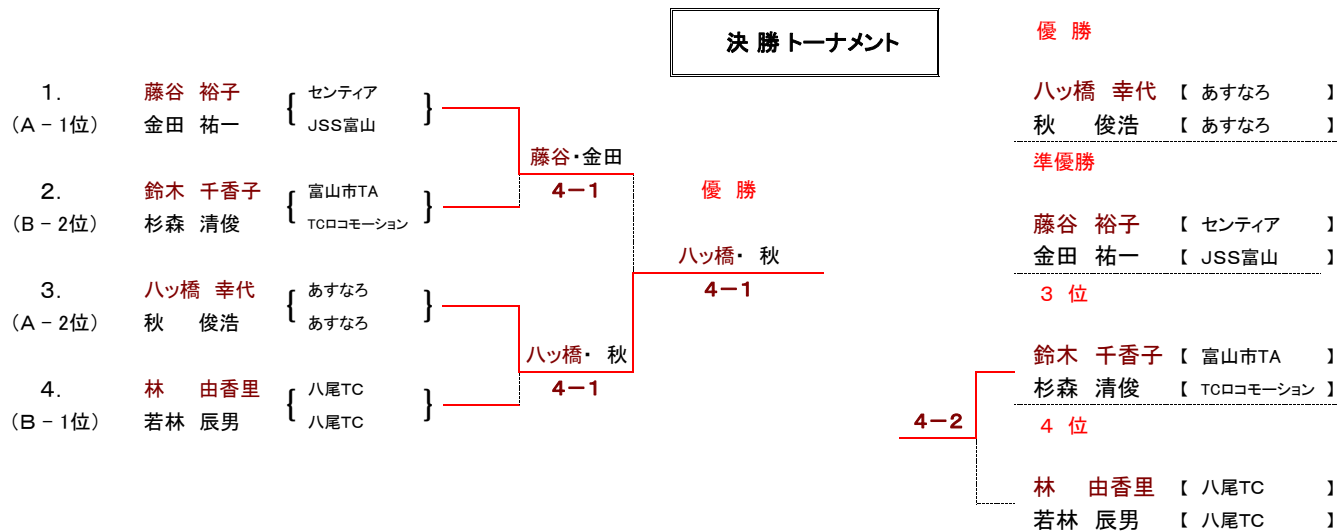 決 勝 トーナメント
1. 藤谷 裕子 { センティア }
(A － 1位) 金田 祐一 JSS富山
藤谷・金田
4－1
2. 鈴木 千香子 { 富山市TA }
(B － 2位) 杉森 清俊 TCロコモーション
優 勝
八ッ橋・ 秋
4－1
3. 八ッ橋 幸代 { あすなろ }
(A － 2位) 秋 俊浩 あすなろ
八ッ橋・ 秋
4－1
4. 林 由香里 { 八尾TC }
(B － 1位) 若林 辰男 八尾TC
優 勝
八ッ橋 幸代 【 あすなろ 】
秋 俊浩 【 あすなろ 】
準優勝
藤谷 裕子 【 センティア 】
金田 祐一 【 JSS富山 】
3 位
鈴木 千香子 【 富山市TA 】
杉森 清俊 【 TCロコモーション 】
4－2
4 位
林 由香里 【 八尾TC 】
若林 辰男 【 八尾TC 】